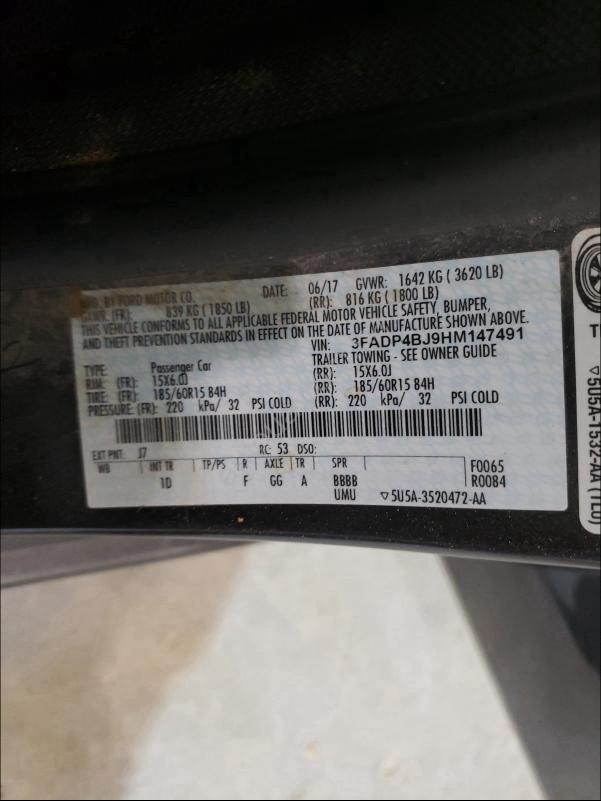 MFD. BY FORD MOTOR CO.
DATE: 06/17 GVWR: 1642 KG ( 3620 LB)
GAWR: (FR): 839 KG ( 1850 LB) (RR): 816 KG ( 1800 LB)
THIS VEHICLE CONFORMS TO ALL APPLICABLE FEDERAL MOTOR VEHICLE SAFETY, BUMPER,
AND THEFT PREVENTION STANDARDS IN EFFECT ON THE DATE OF MANUFACTURE SHOWN ABOVE.
VIN: 3FADP4BJ9HM147491
TYPE: Passenger Car TRAILER TOWING - SEE OWNER GUIDE
RIM: (FR): 15X6.0J (RR): 15X6.0J
TIRE: (FR): 185/60R15 84H (RR): 185/60R15 84H
PRESSURE: (FR): 220 kPa/ 32 PSI COLD (RR): 220 kPa/ 32 PSI COLD
EXT PNT: J7 RC: 53 DSO:
WB INT TR TP/PS R AXLE TR SPR F0065
1D F GG A BBBB R0084
UMU ▽5U5A-3520472-AA
▽5U5A-1532-AA (TLU)